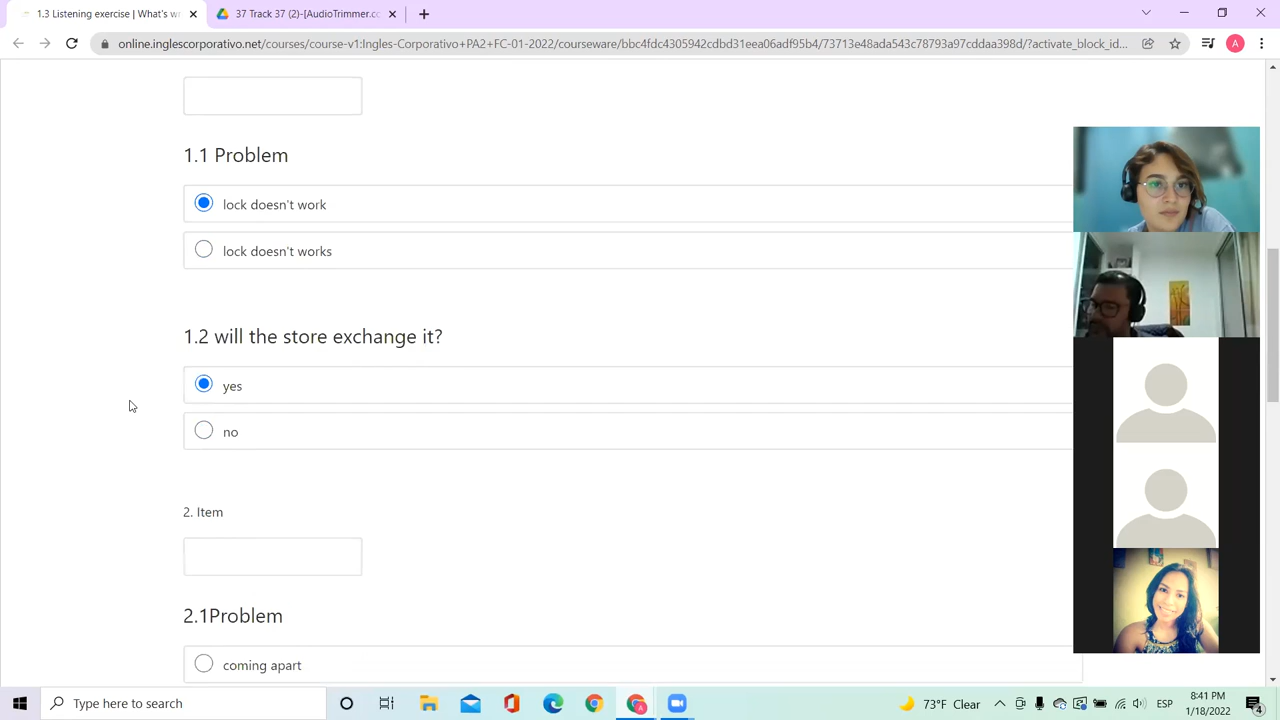 1.3 Listening exercise | What's w
37 Track 37 (2)-[AudioTrimmer.c
online.inglescorporativo.net/courses/course-v1:Ingles-Corporativo+PA2+FC-01-2022/courseware/bbc4fdc4305942cdbd31eea06adf95b4/73713e48ada543c78793a97cddaa398d/?activate_block_id...
A
1.1 Problem
lock doesn't work
lock doesn't works
1.2 will the store exchange it?
yes
no
2. Item
2.1Problem
coming apart
Type here to search
A
73°F Clear
ESP
8:41 PM
1/18/2022
4